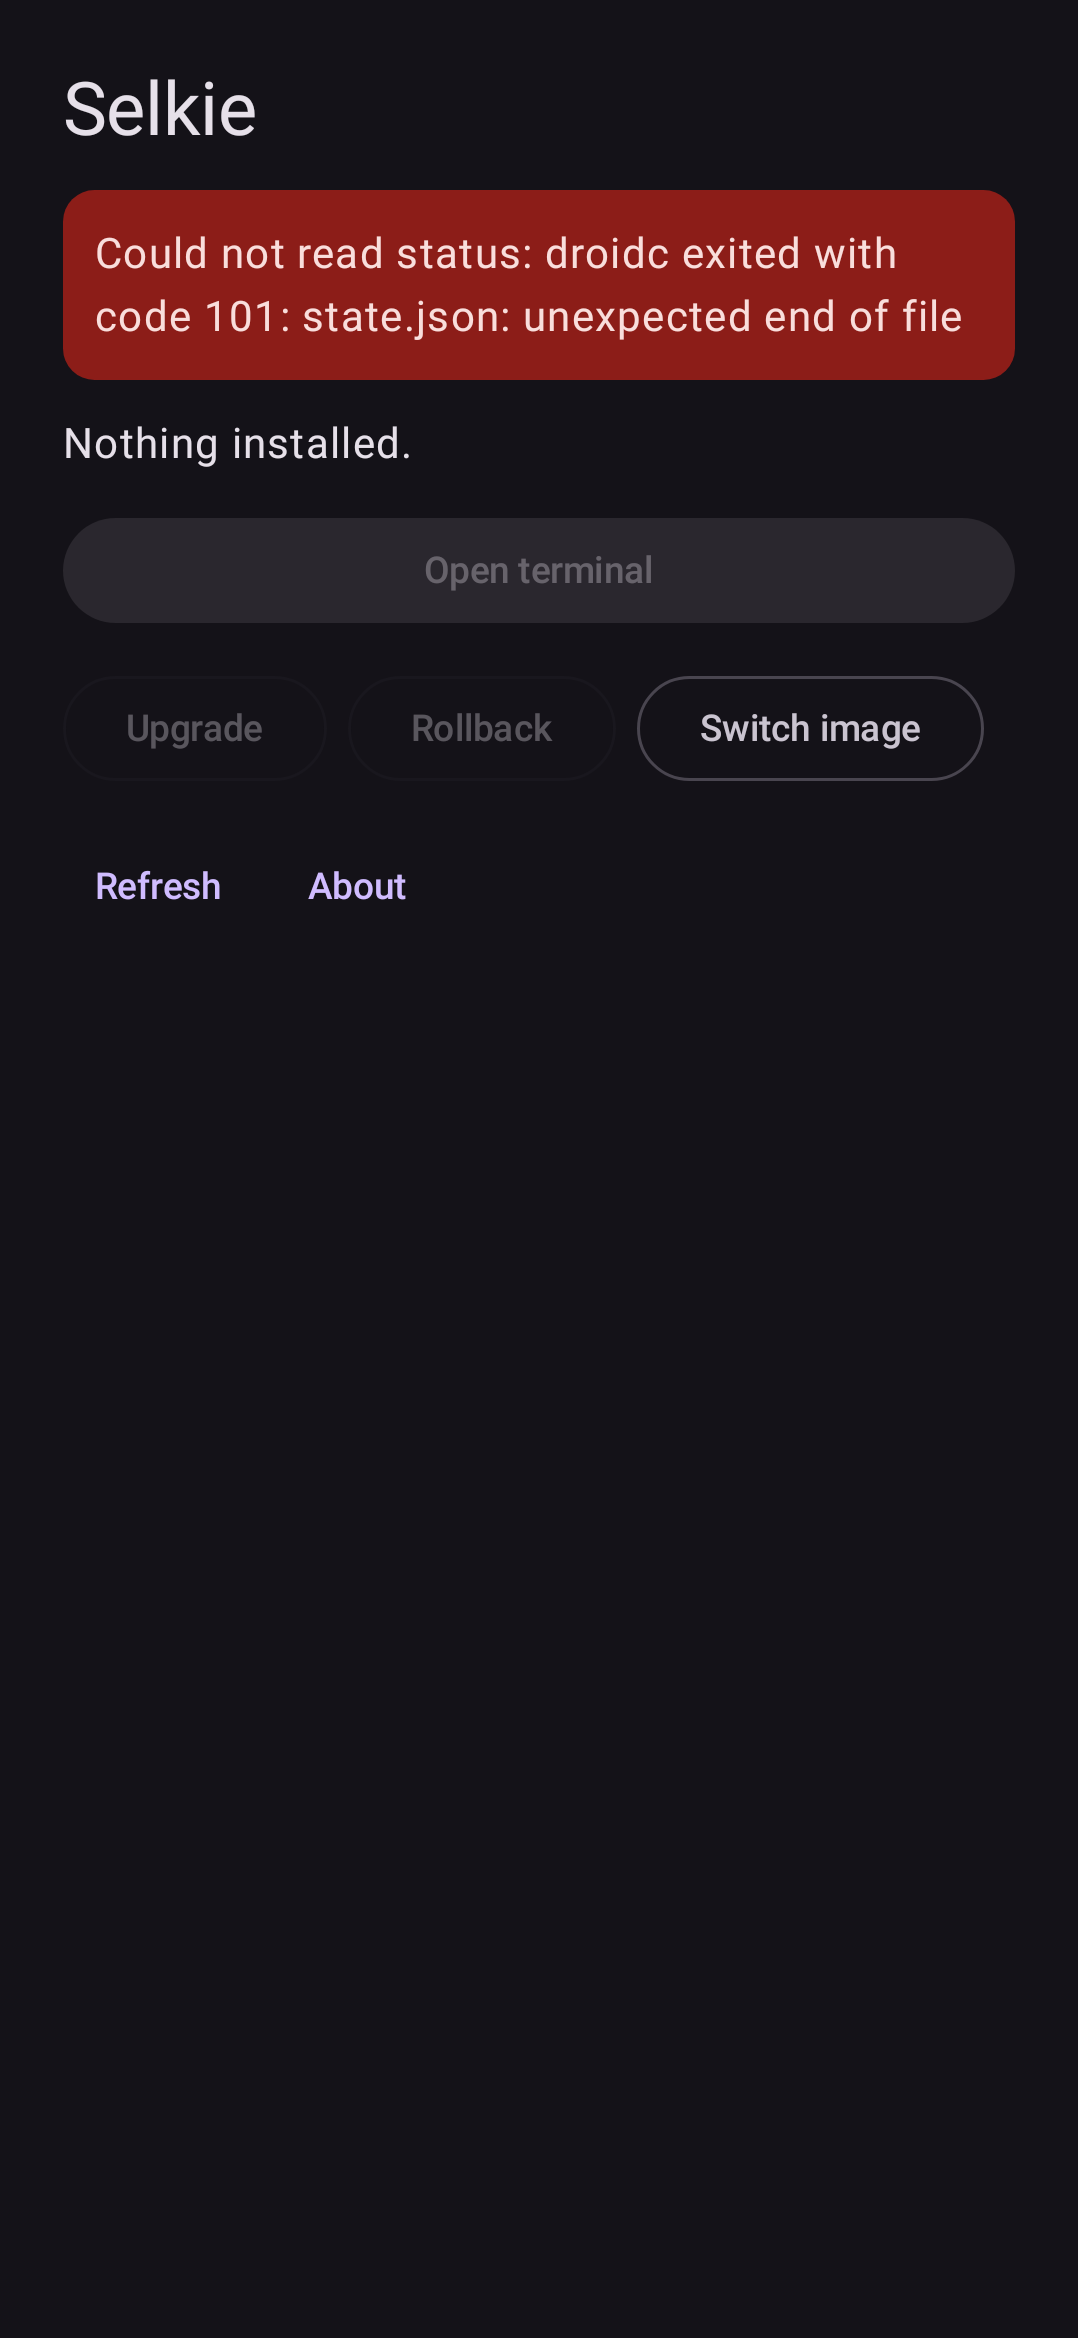 Selkie
Could not read status: droidc exited with
code 101: state.json: unexpected end of file
Nothing installed.
Open terminal
Upgrade
Rollback
Switch image
Refresh
About